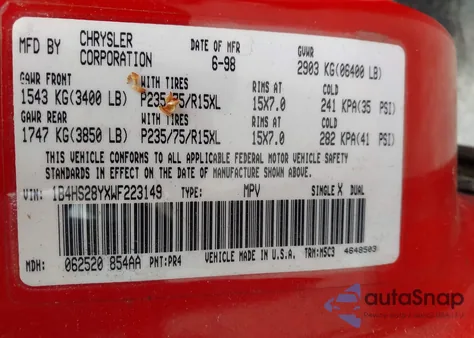 MFD BY CHRYSLER CORPORATION DATE OF MFR 6-98 GVWR 2903 KG(06400 LB)
GAWR FRONT WITH TIRES RIMS AT COLD
1543 KG(3400 LB) P235/75/R15XL 15X7.0 241 KPA(35 PSI)
GAWR REAR WITH TIRES RIMS AT COLD
1747 KG(3850 LB) P235/75/R15XL 15X7.0 282 KPA(41 PSI)
THIS VEHICLE CONFORMS TO ALL APPLICABLE FEDERAL MOTOR VEHICLE SAFETY
STANDARDS IN EFFECT ON THE DATE OF MANUFACTURE SHOWN ABOVE
VIN: 1B4HS28YXWF223149 TYPE: MPV SINGLE X DUAL
MDH: 062520 854AA PNT:PR4 VEHICLE MADE IN U.S.A. TRM:M5C3 4648503
autoSnap